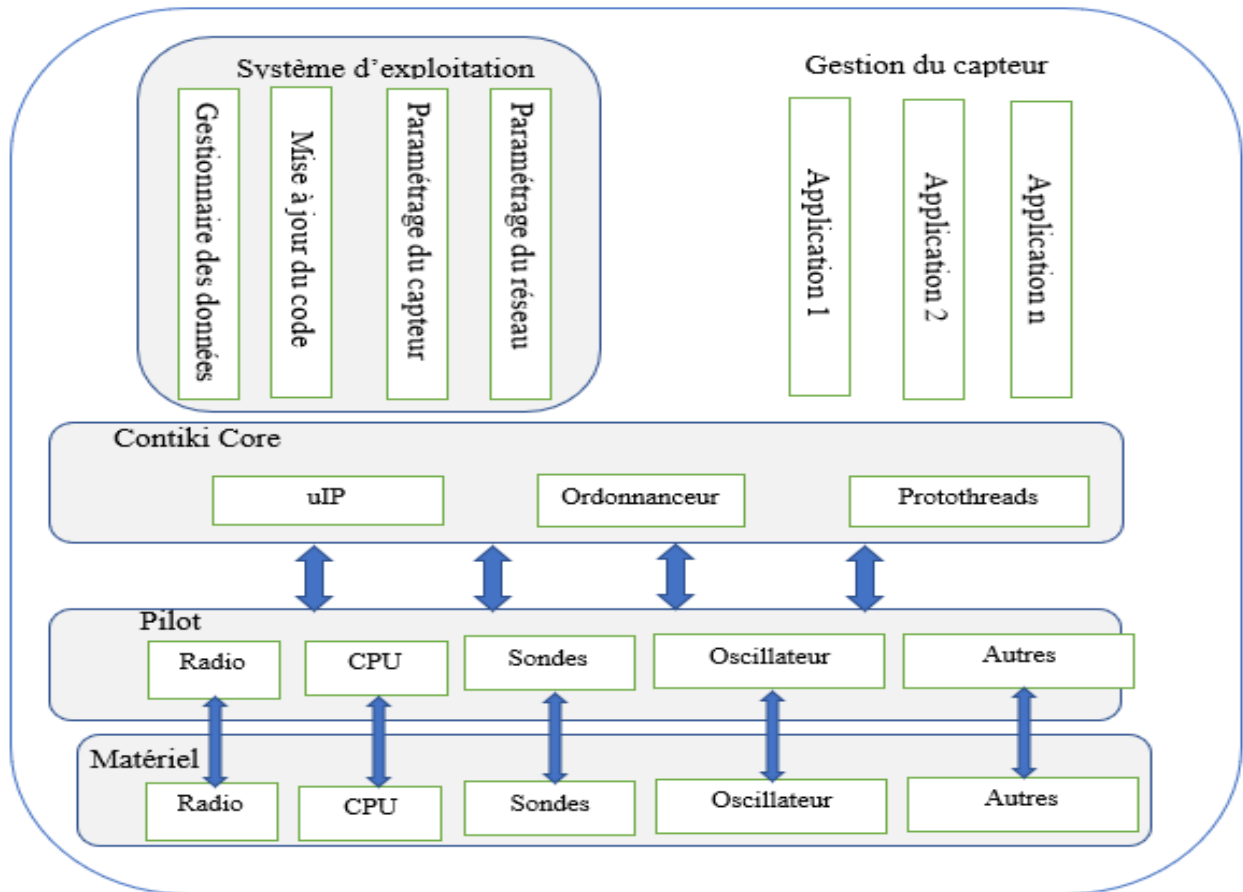 Système d'exploitation
Gestionnaire des données
Mise à jour du code
Paramétrage du capteur
Paramétrage du réseau
Gestion du capteur
Application 1
Application 2
Application n
Contiki Core
uIP
Ordonnanceur
Protothreads
Pilot
Radio
CPU
Sondes
Oscillateur
Autres
Matériel
Radio
CPU
Sondes
Oscillateur
Autres